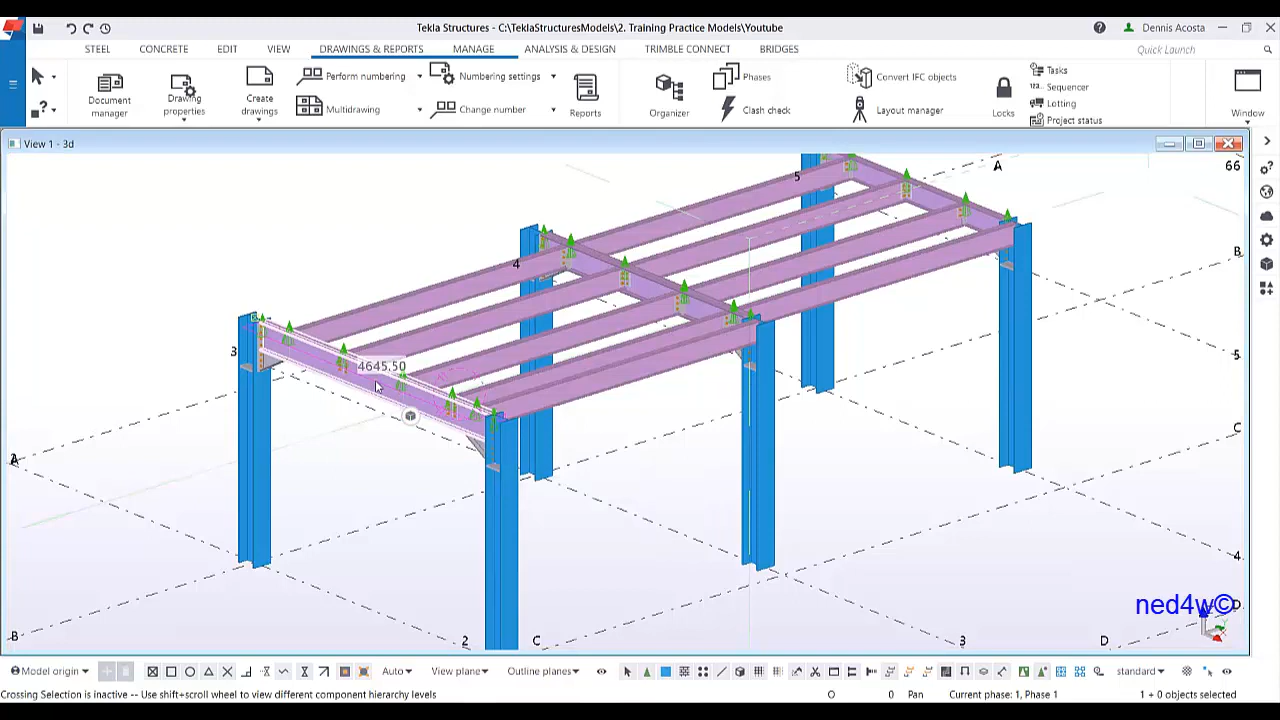 Tekla Structures - C:\TeklaStructuresModels\2. Training Practice Models\Youtube
Dennis Acosta
STEEL
CONCRETE
EDIT
VIEW
DRAWINGS & REPORTS
MANAGE
ANALYSIS & DESIGN
TRIMBLE CONNECT
BRIDGES
Quick Launch
Document manager
Drawing properties
Create drawings
Perform numbering
Multidrawing
Numbering settings
Change number
Reports
Organizer
Phases
Clash check
Convert IFC objects
Layout manager
Locks
Tasks
Sequencer
Lotting
Project status
Window
View 1 - 3d
66
A
5
B
4
3
4645.50
5
C
A
4
ned4w©
D
B
2
C
3
D
Model origin
Auto
View plane
Outline planes
standard
Crossing Selection is inactive -- Use shift+scroll wheel to view different component hierarchy levels
O
0
Pan
Current phase: 1, Phase 1
1 + 0 objects selected